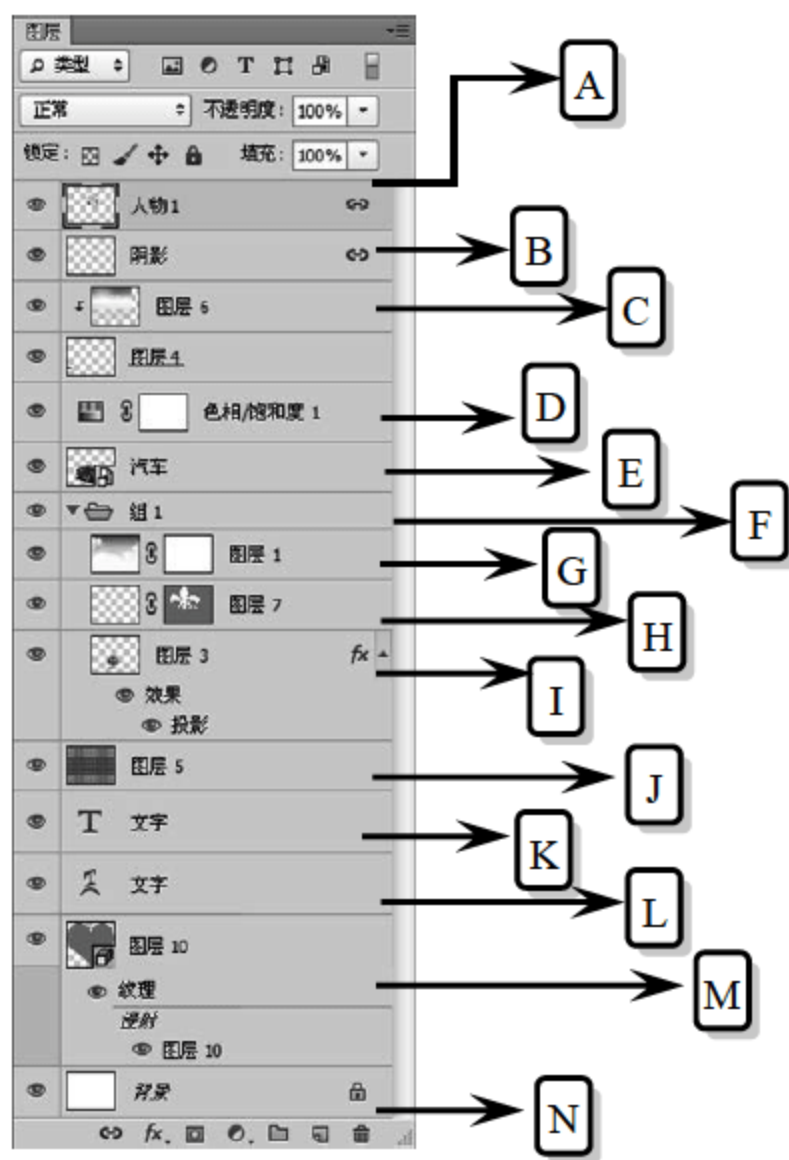 图层
类型 T
正常 不透明度： 100%
锁定： 填充： 100%
人物1
阴影
图层 6
图层4
色相/饱和度 1
汽车
组 1
图层 1
图层 7
图层 3 fx
效果
投影
图层 5
T 文字
文字
图层 10
纹理
漫射
图层 10
背景
fx.
A
B
C
D
E
F
G
H
I
J
K
L
M
N